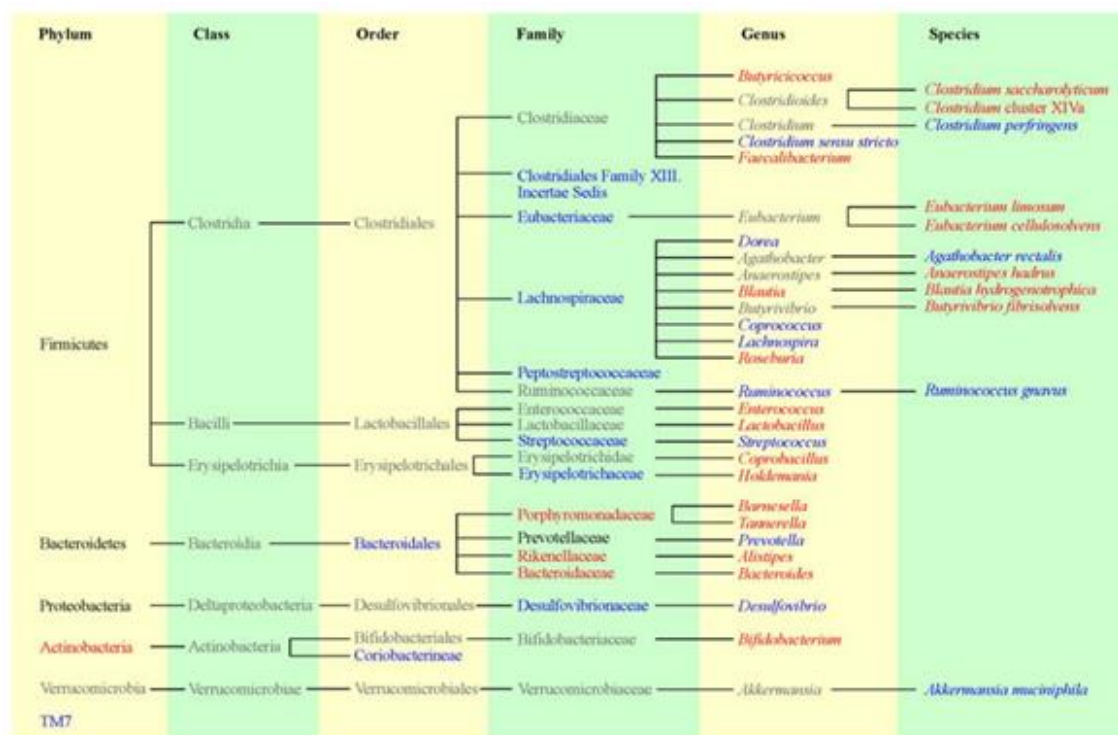 Phylum Class Order Family Genus Species
Butyricicoccus
Clostridium saccharolyticum
Clostridioides
Clostridium cluster XIVa
Clostridiaceae
Clostridium Clostridium perfringens
Clostridium sensu stricto
Faecalibacterium
Clostridiales Family XIII.
Incertae Sedis
Eubacterium limosum
Clostridia Clostridiales Eubacteriaceae Eubacterium
Eubacterium cellulosolvens
Dorea
Agathobacter Agathobacter rectalis
Anaerostipes Anaerostipes hadrus
Lachnospiraceae Blautia Blautia hydrogenotrophica
Butyrivibrio Butyrivibrio fibrisolvens
Coprococcus
Firmicutes Lachnospira
Roseburia
Peptostreptococcaceae
Ruminococcaceae Ruminococcus Ruminococcus gnavus
Enterococcaceae Enterococcus
Bacilli Lactobacillales Lactobacillaceae Lactobacillus
Streptococcaceae Streptococcus
Erysipelotrichidae Coprobacillus
Erysipelotrichia Erysipelotrichales
Erysipelotrichaceae Holdemania
Barnesella
Porphyromonadaceae
Tannerella
Bacteroidetes Bacteroidia Bacteroidales Prevotellaceae Prevotella
Rikenellaceae Alistipes
Bacteroidaceae Bacteroides
Proteobacteria Deltaproteobacteria Desulfovibrionales Desulfovibrionaceae Desulfovibrio
Bifidobacteriales Bifidobacteriaceae Bifidobacterium
Actinobacteria Actinobacteria
Coriobacterineae
Verrucomicrobia Verrucomicrobiae Verrucomicrobiales Verrucomicrobiaceae Akkermansia Akkermansia muciniphila
TM7